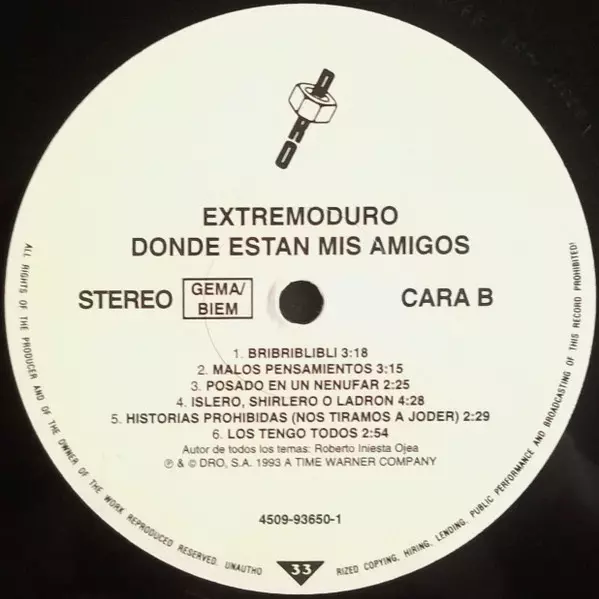 DRO
EXTREMODURO
DONDE ESTAN MIS AMIGOS
STEREO GEMA/ BIEM CARA B
1. BRIBRIBLIBLI 3:18
2. MALOS PENSAMIENTOS 3:15
3. POSADO EN UN NENUFAR 2:25
4. ISLERO, SHIRLERO O LADRON 4:28
5. HISTORIAS PROHIBIDAS (NOS TIRAMOS A JODER) 2:29
6. LOS TENGO TODOS 2:54
Autor de todos los temas: Roberto Iniesta Ojea
℗ & © DRO, S.A. 1993 A TIME WARNER COMPANY
4509-93650-1
ALL RIGHTS OF THE PRODUCER AND OF THE OWNER OF THE WORK REPRODUCED RESERVED. UNAUTHO 33 RIZED COPYING, HIRING, LENDING, PUBLIC PERFORMANCE AND BROADCASTING OF THIS RECORD PROHIBITED!